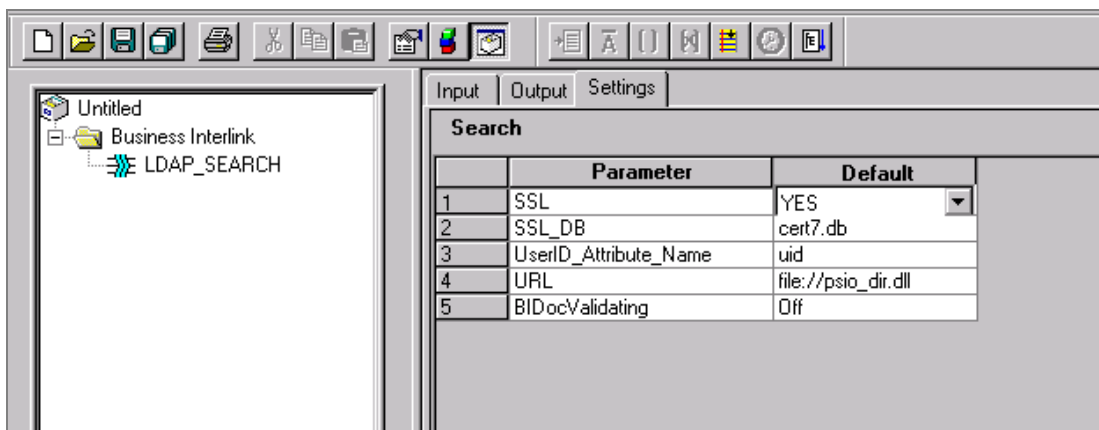 Input Output Settings
Untitled
Business Interlink
LDAP_SEARCH
Search
Parameter Default
1 SSL YES
2 SSL_DB cert7.db
3 UserID_Attribute_Name uid
4 URL file://psio_dir.dll
5 BIDocValidating Off